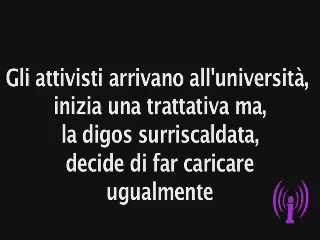 Gli attivisti arrivano all'università,
inizia una trattativa ma,
la digos surriscaldata,
decide di far caricare
ugualmente